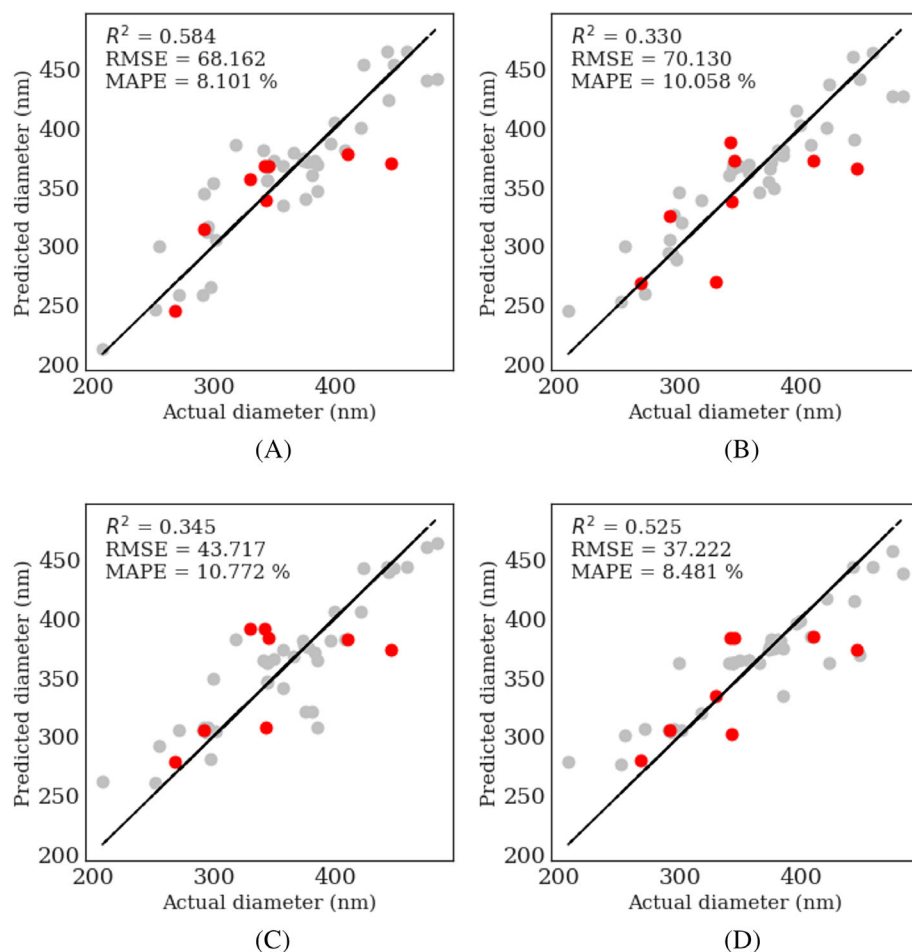 R² = 0.584
RMSE = 68.162
MAPE = 8.101 %
450
400
350
300
250
200
Predicted diameter (nm)
200 300 400
Actual diameter (nm)
(A)
R² = 0.330
RMSE = 70.130
MAPE = 10.058 %
450
400
350
300
250
200
Predicted diameter (nm)
200 300 400
Actual diameter (nm)
(B)
R² = 0.345
RMSE = 43.717
MAPE = 10.772 %
450
400
350
300
250
200
Predicted diameter (nm)
200 300 400
Actual diameter (nm)
(C)
R² = 0.525
RMSE = 37.222
MAPE = 8.481 %
450
400
350
300
250
200
Predicted diameter (nm)
200 300 400
Actual diameter (nm)
(D)